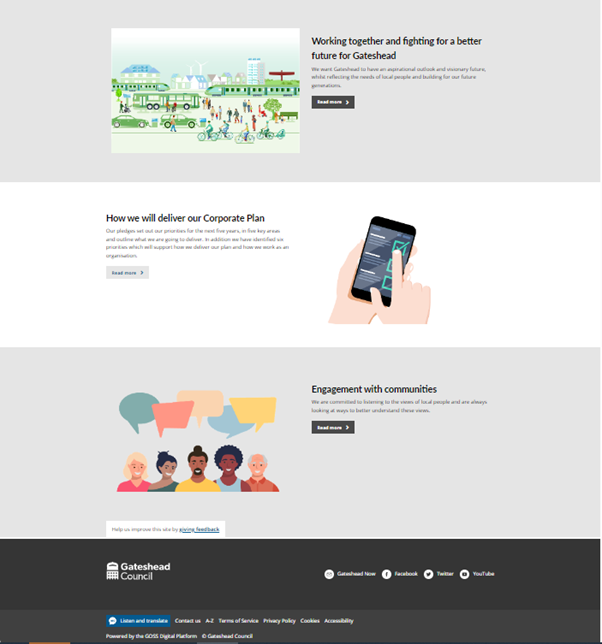 Working together and fighting for a better
future for Gateshead
We want Gateshead to have an aspirational outlook and visionary future,
whilst reflecting the needs of local people and building for our future
generations.
Read more
How we will deliver our Corporate Plan
Our pledges set out our priorities for the next five years, in five key areas
and outline what we are going to deliver. In addition we have identified six
priorities which will support how we deliver our plan and how we work as an
organisation.
Read more
Engagement with communities
We are committed to listening to the views of local people and are always
looking at ways to better understand these views.
Read more
Help us improve this site by giving feedback
Gateshead
Council
Gateshead Now Facebook Twitter YouTube
Listen and translate Contact us A-Z Terms of Service Privacy Policy Cookies Accessibility
Powered by the GOSS Digital Platform © Gateshead Council